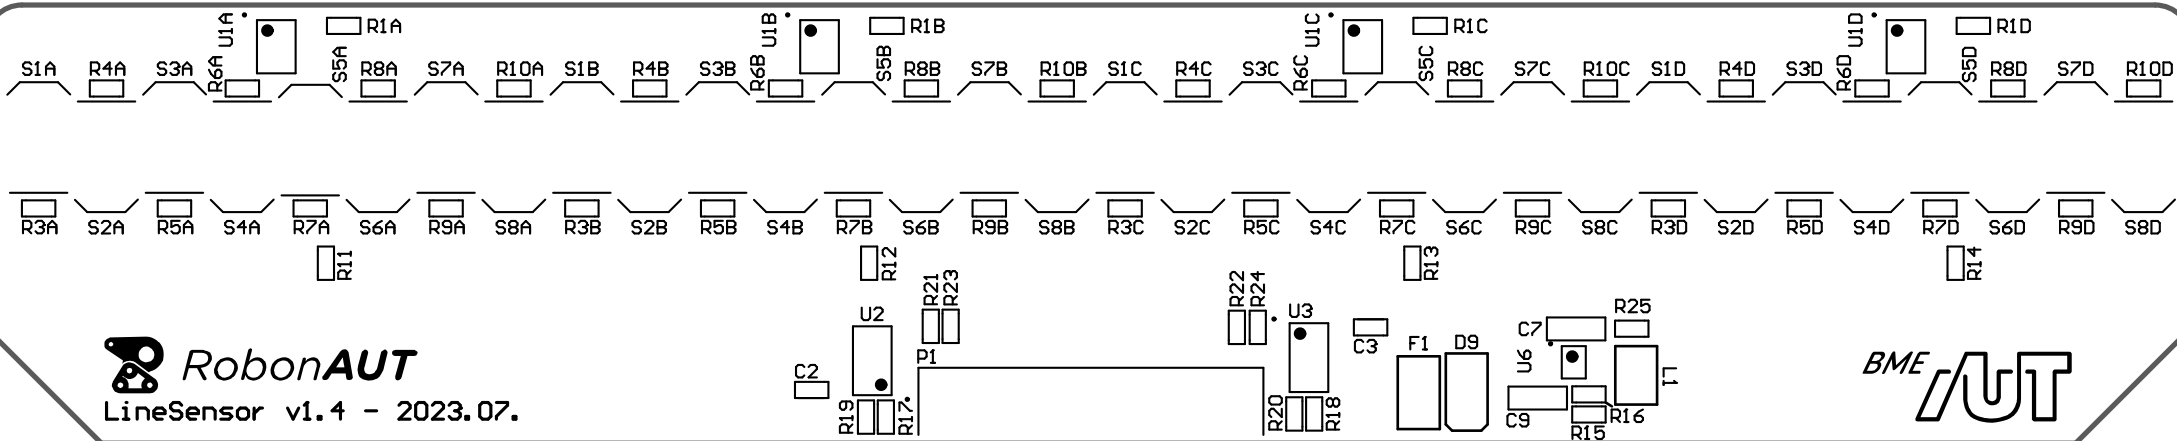 U1A R1A U1B R1B U1C R1C U1D R1D
S1A R4A S3A R6A S5A R8A S7A R10A S1B R4B S3B R6B S5B R8B S7B R10B S1C R4C S3C R6C S5C R8C S7C R10C S1D R4D S3D R6D S5D R8D S7D R10D
R3A S2A R5A S4A R7A S6A R9A S8A R3B S2B R5B S4B R7B S6B R9B S8B R3C S2C R5C S4C R7C S6C R9C S8C R3D S2D R5D S4D R7D S6D R9D S8D
R11 R12 R13 R14
R21 R23 R22 R24
U2 U3 R25
C7
P1 C3 F1 D9 U6
RobonAUT C2 L1 BME AUT
LineSensor v1.4 - 2023.07.
R19 R17 R20 R18 C9 R16
R15